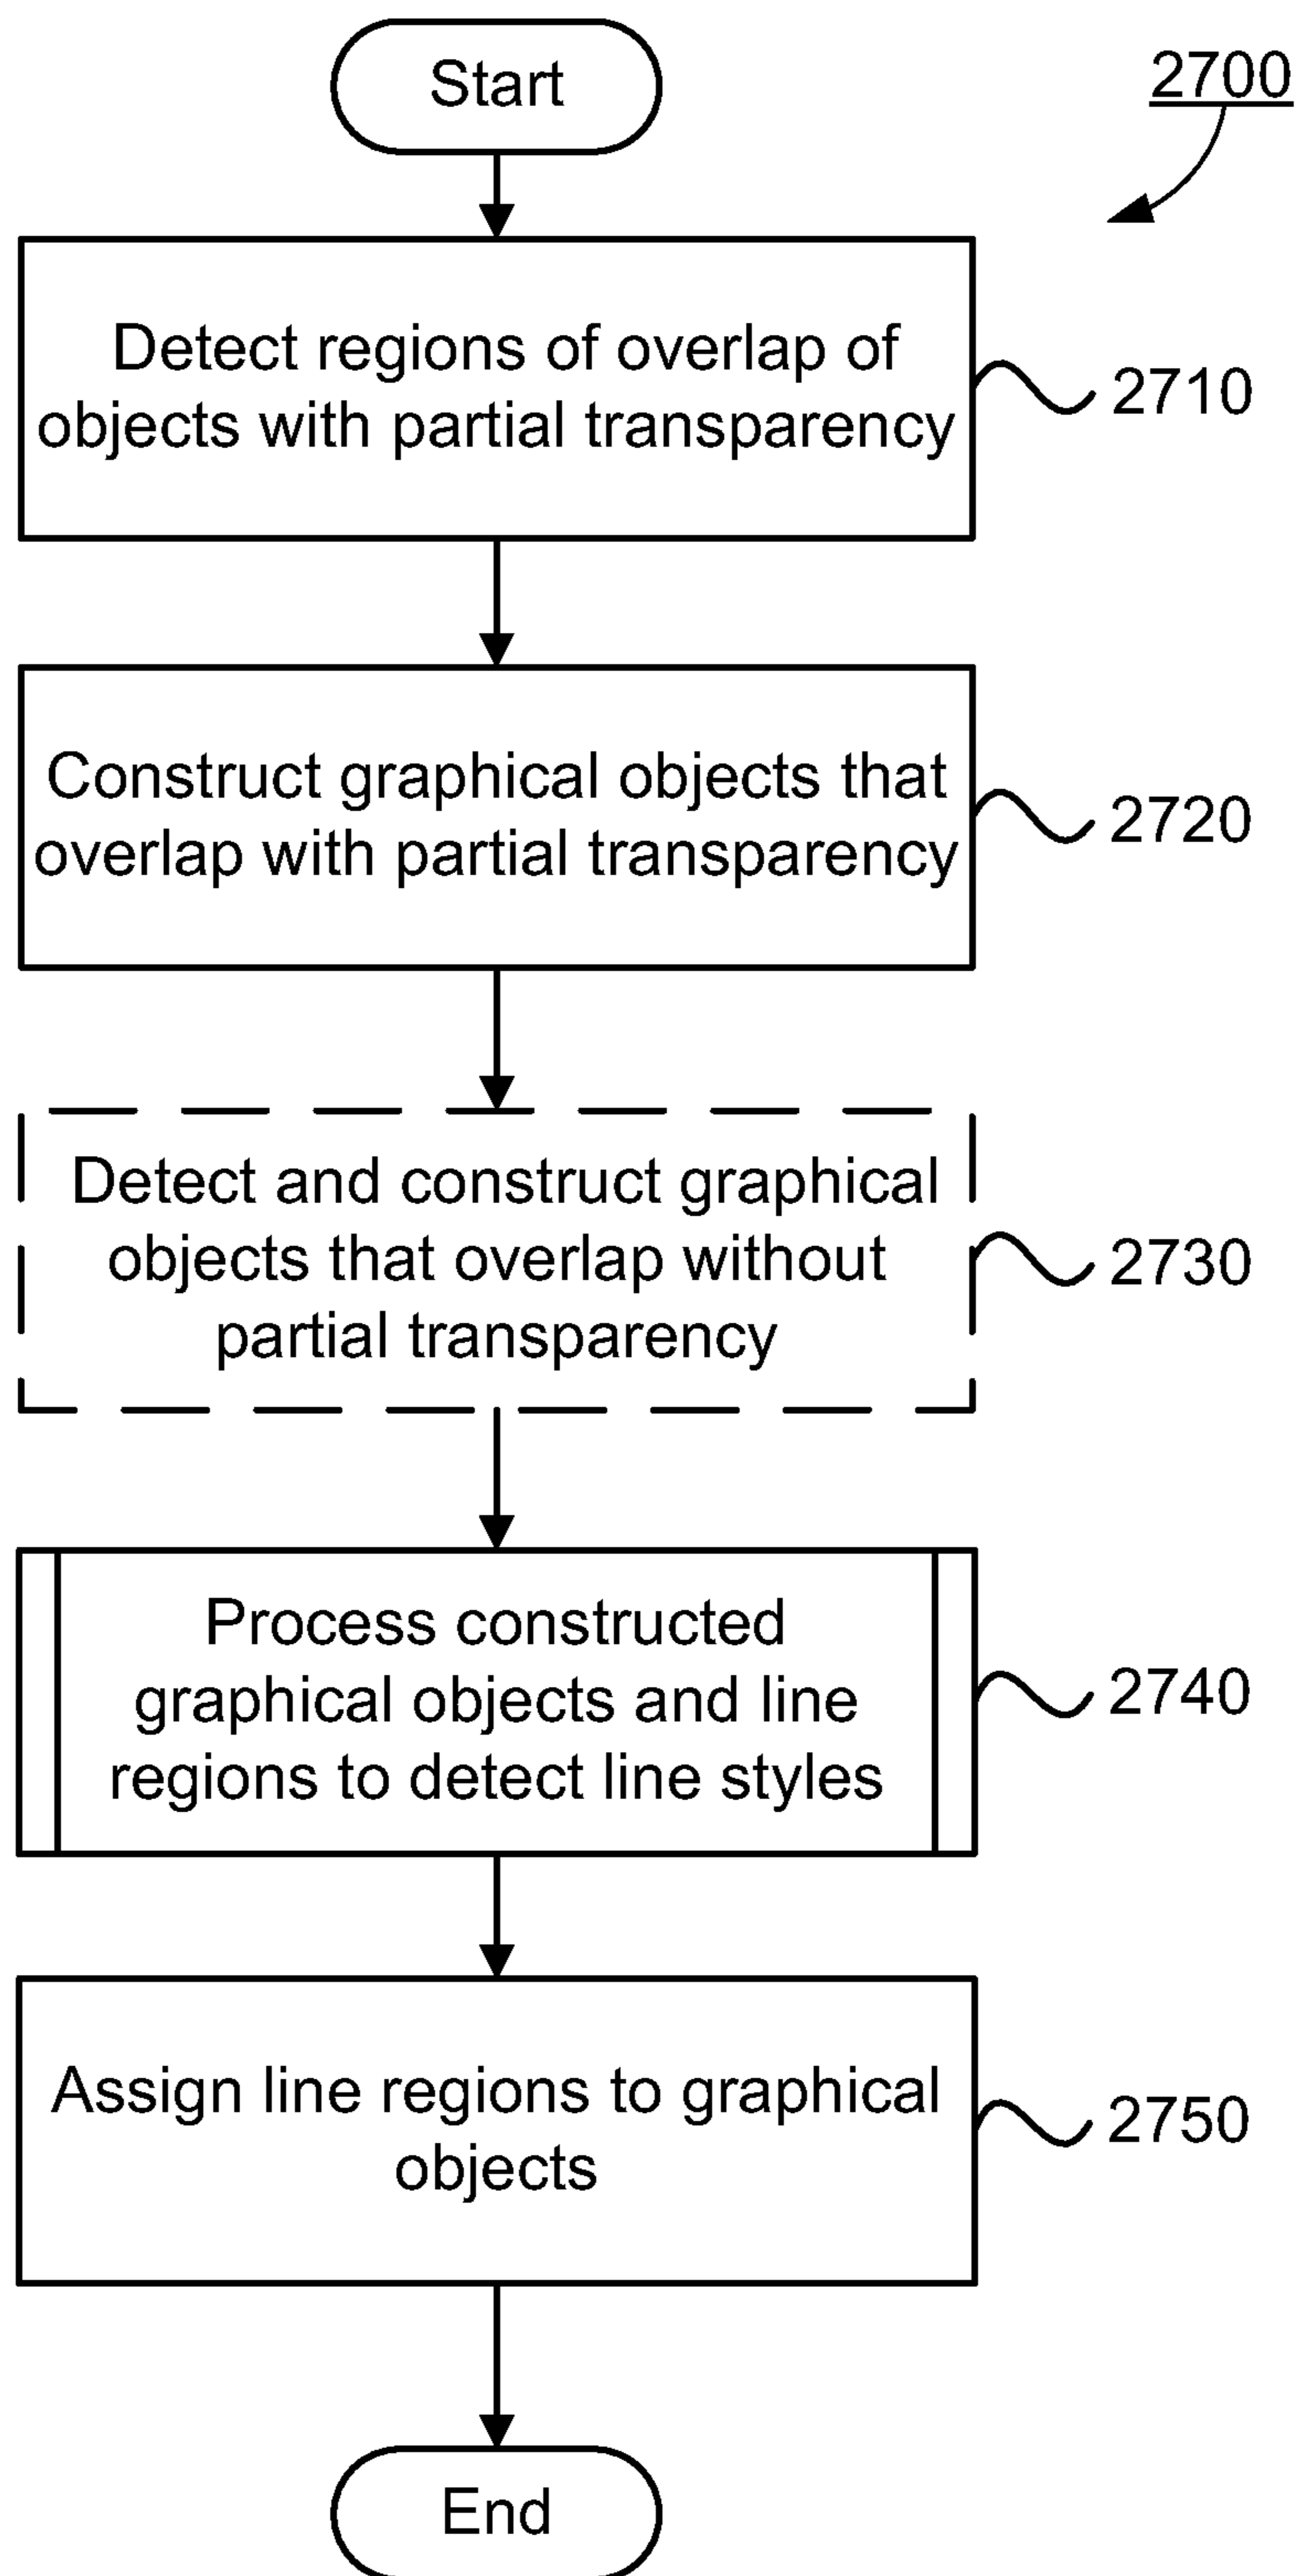 Start
2700
Detect regions of overlap of
objects with partial transparency
2710
Construct graphical objects that
overlap with partial transparency
2720
Detect and construct graphical
objects that overlap without
partial transparency
2730
Process constructed
graphical objects and line
regions to detect line styles
2740
Assign line regions to graphical
objects
2750
End